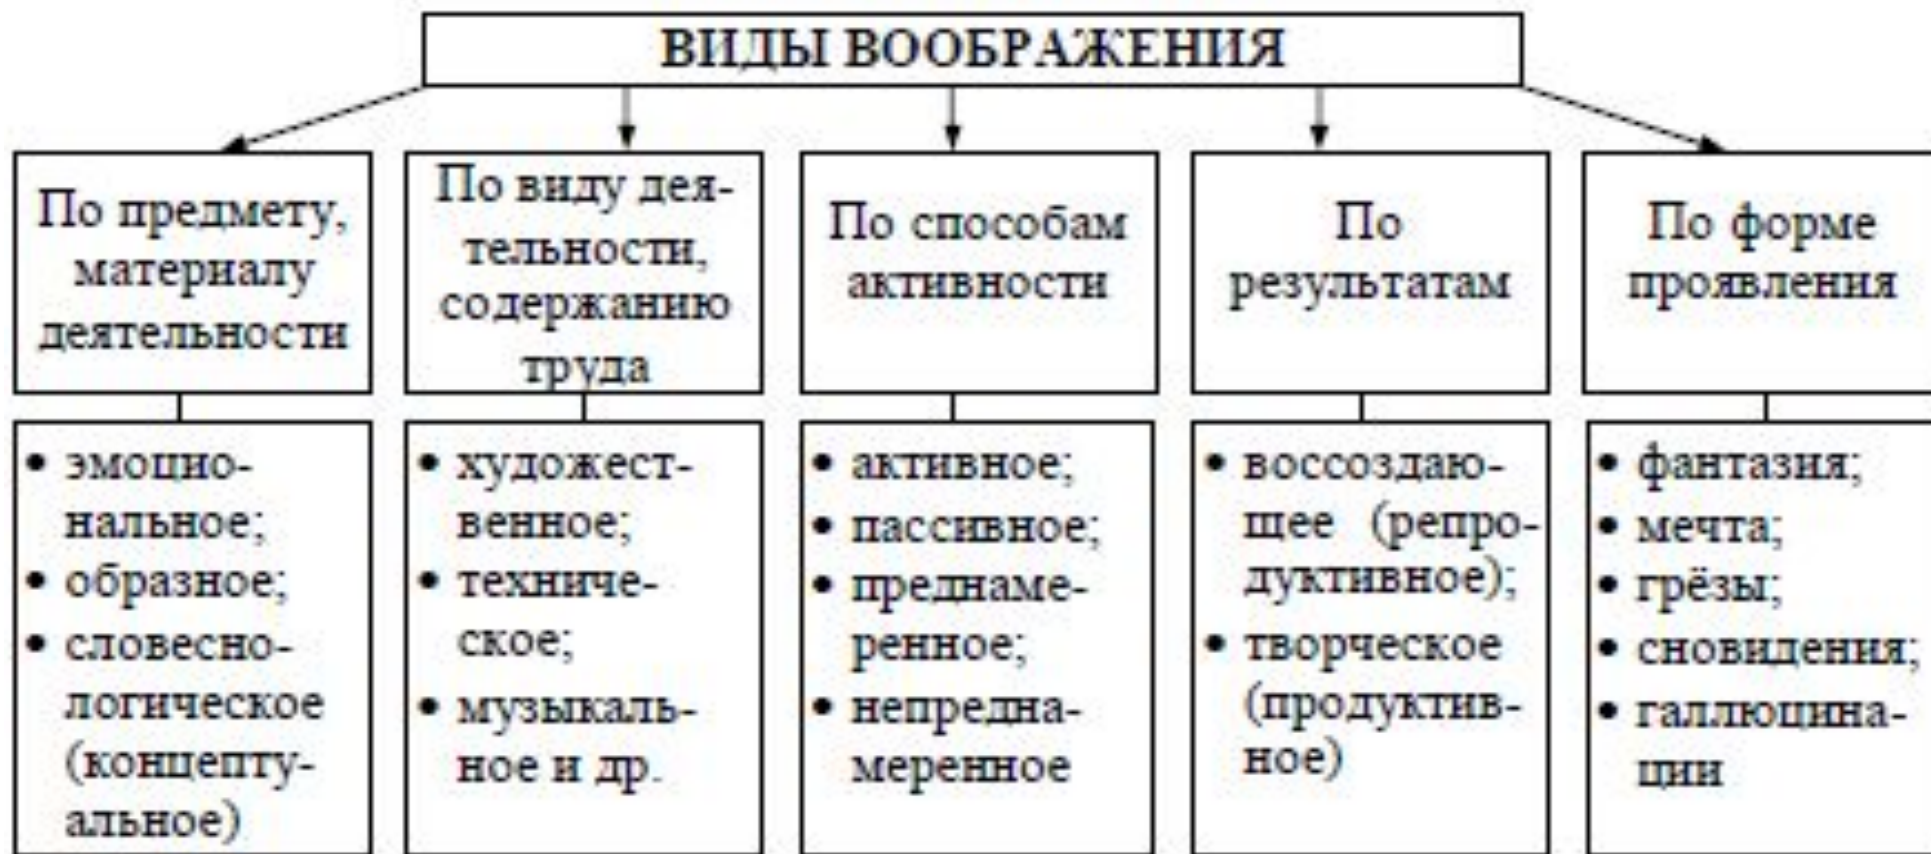 ВИДЫ ВООБРАЖЕНИЯ
По предмету,
материалу
деятельности
По виду дея-
тельности,
содержанию
труда
По способам
активности
По
результатам
По форме
проявления
• эмоцио-
нальное;
• образное;
• словесно-
логическое
(концепту-
альное)
• художест-
венное;
• техниче-
ское;
• музыкаль-
ное и др.
• активное;
• пассивное;
• преднаме-
ренное;
• непредна-
меренное
• воссоздаю-
щее (репро-
дуктивное);
• творческое
(продуктив-
ное)
• фантазия;
• мечта;
• грёзы;
• сновидения;
• галлюцина-
ции